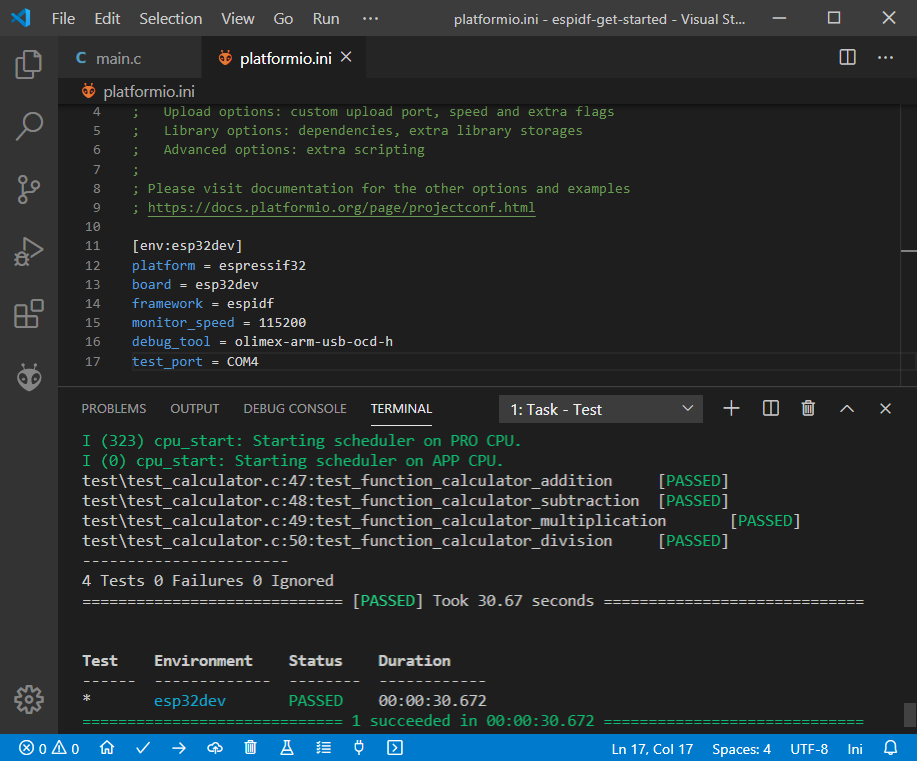 File Edit Selection View Go Run ··· platformio.ini - espidf-get-started - Visual St...
C main.c platformio.ini
platformio.ini
4 ;   Upload options: custom upload port, speed and extra flags
5 ;   Library options: dependencies, extra library storages
6 ;   Advanced options: extra scripting
7 ;
8 ; Please visit documentation for the other options and examples
9 ; https://docs.platformio.org/page/projectconf.html
10
11 [env:esp32dev]
12 platform = espressif32
13 board = esp32dev
14 framework = espidf
15 monitor_speed = 115200
16 debug_tool = olimex-arm-usb-ocd-h
17 test_port = COM4
PROBLEMS OUTPUT DEBUG CONSOLE TERMINAL 1: Task - Test
I (323) cpu_start: Starting scheduler on PRO CPU.
I (0) cpu_start: Starting scheduler on APP CPU.
test\test_calculator.c:47:test_function_calculator_addition     [PASSED]
test\test_calculator.c:48:test_function_calculator_subtraction  [PASSED]
test\test_calculator.c:49:test_function_calculator_multiplication       [PASSED]
test\test_calculator.c:50:test_function_calculator_division     [PASSED]
-----------------------
4 Tests 0 Failures 0 Ignored
============================= [PASSED] Took 30.67 seconds =============================
Test    Environment    Status    Duration
------  -------------  --------  ------------
*       esp32dev       PASSED    00:00:30.672
============================= 1 succeeded in 00:00:30.672 =============================
0 0 Ln 17, Col 17 Spaces: 4 UTF-8 Ini